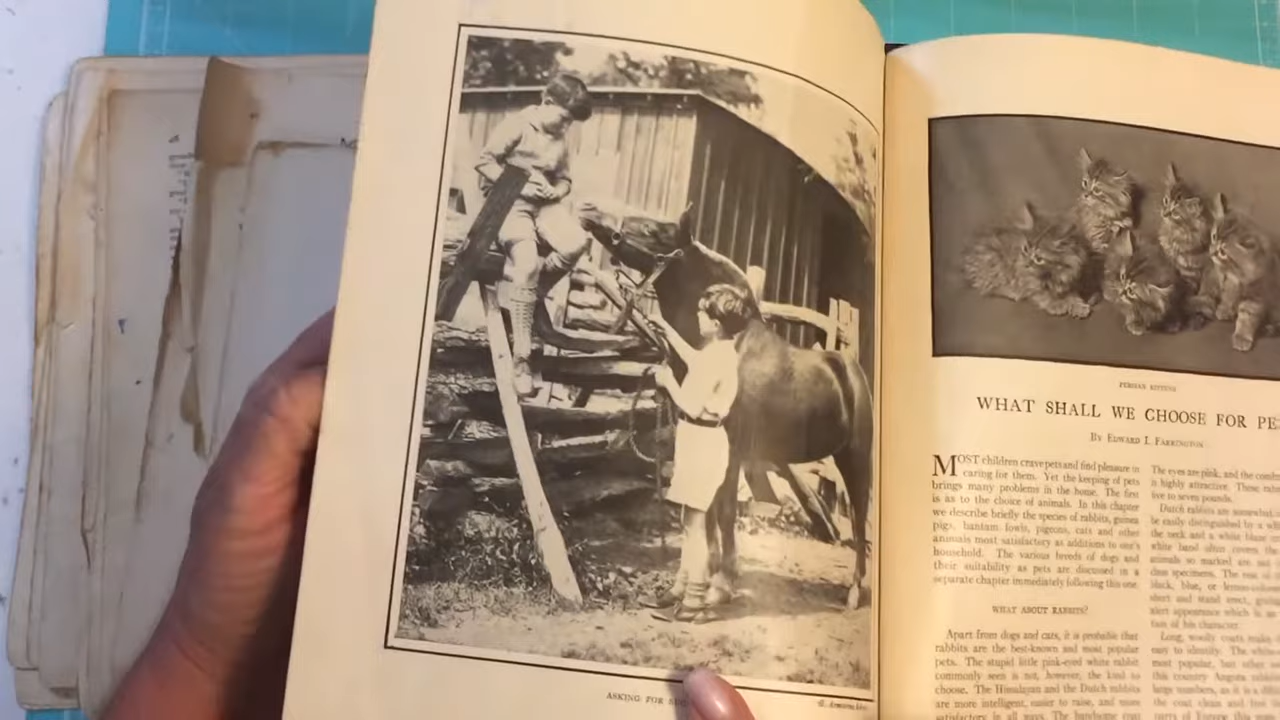 ASKING FOR
PERSIAN KITTENS
WHAT SHALL WE CHOOSE FOR PE
By Edward I. Farrington
MOST children crave pets and find pleasure in
caring for them. Yet the keeping of pets
brings many problems in the home. The first
is as to the choice of animals. In this chapter
we describe briefly the species of rabbits, guinea
pigs, bantam fowls, pigeons, cats and other
animals most satisfactory as additions to one's
household. The various breeds of dogs and
their suitability as pets are discussed in a
separate chapter immediately following this one.
WHAT ABOUT RABBITS?
Apart from dogs and cats, it is probable that
rabbits are the best-known and most popular
pets. The stupid little pink-eyed white rabbit
commonly seen is not, however, the kind to
choose. The Himalayan and the Dutch rabbits
are more intelligent, easier to raise, and more
satisfactory in all ways. The handsome
The eyes are pink, and the
is highly attractive. These
five to seven pounds.
Dutch rabbits are somewhat
be easily distinguished by a
the neck and a white blaze
white band often covers
animals so marked are
class specimens. The
black, blue, or
short and stand erect,
alert appearance which is
of his character.
Long, woolly coats make
easy to identify. The
most popular, but other
this country Angora
large numbers, as it is a
the coat clean and